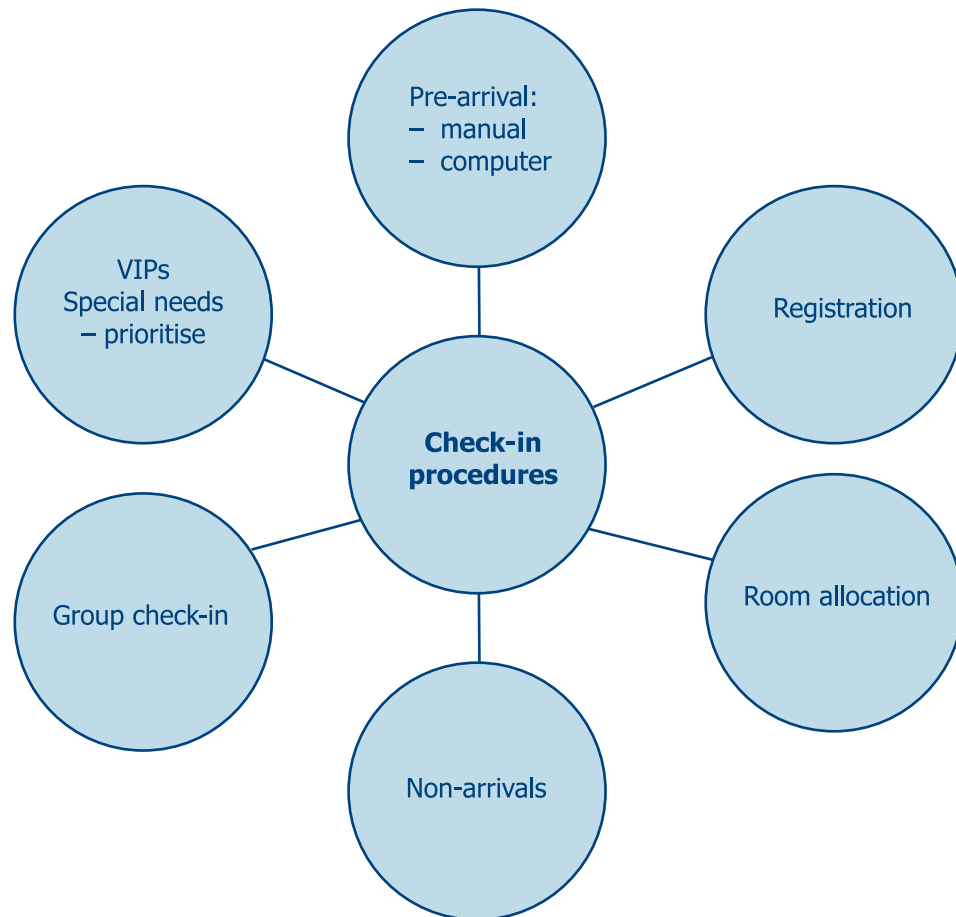 Pre-arrival:
– manual
– computer
VIPs
Special needs
– prioritise
Registration
Check-in
procedures
Group check-in
Room allocation
Non-arrivals